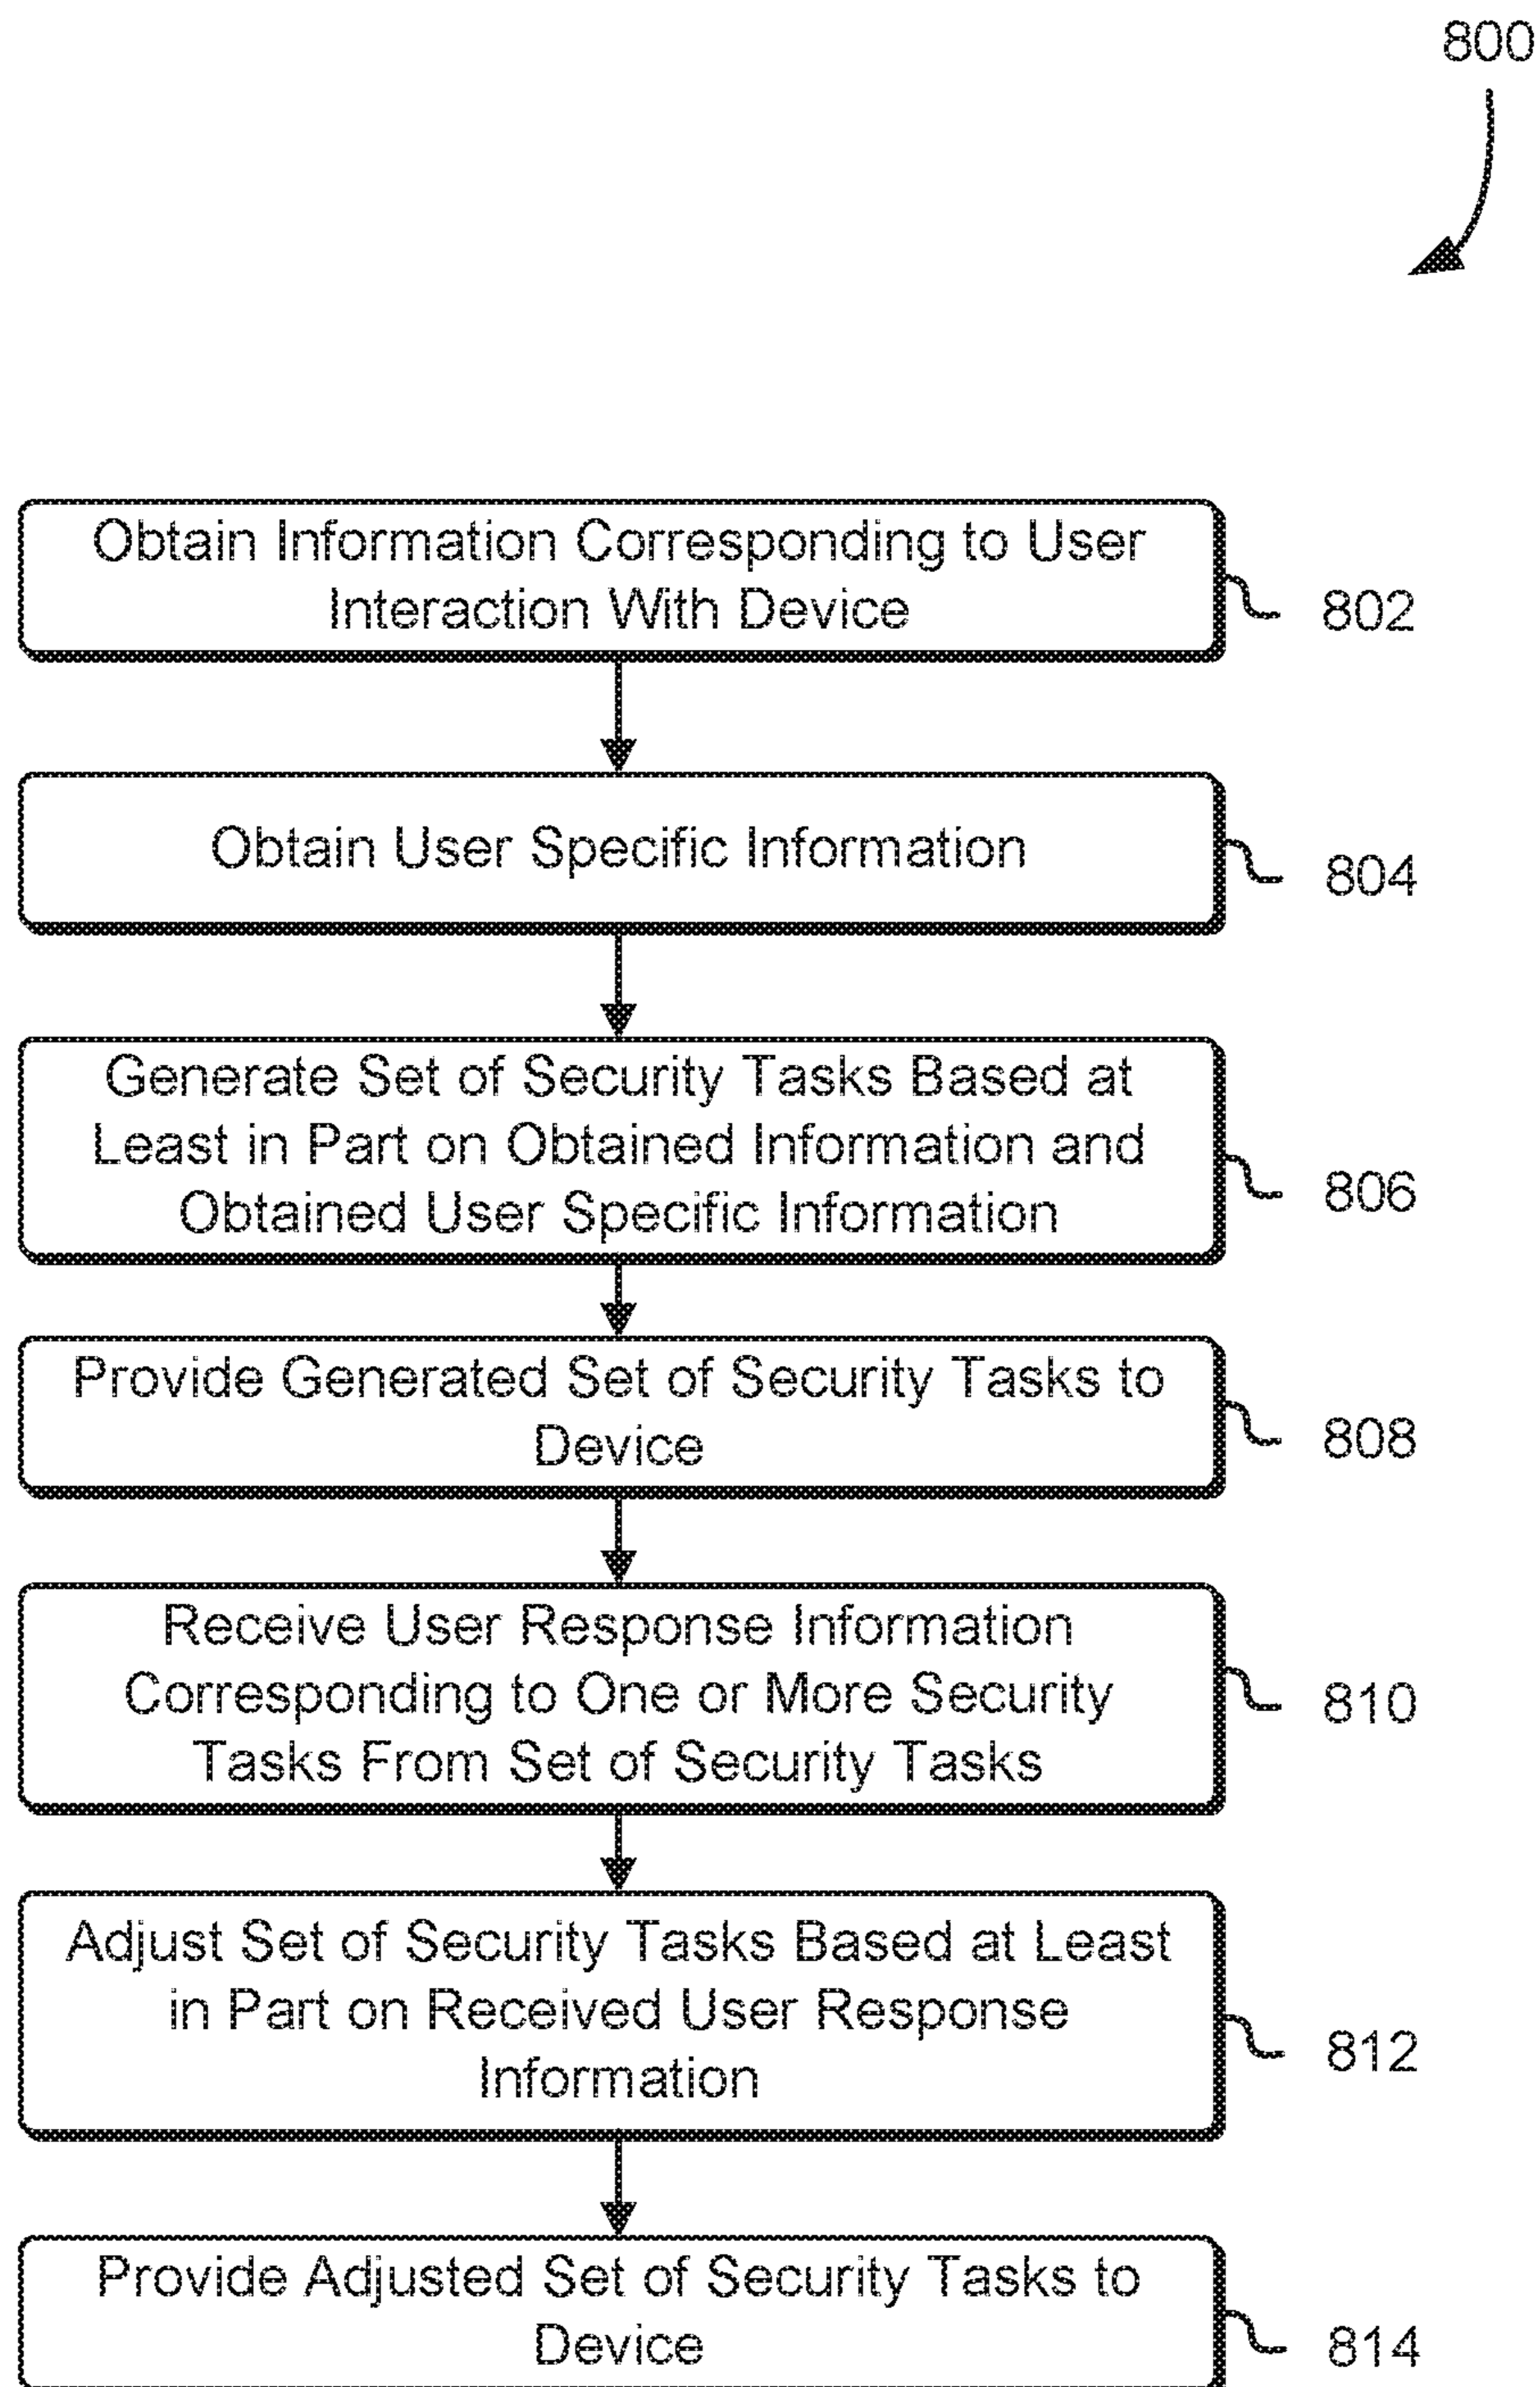 800
Obtain Information Corresponding to User
Interaction With Device
802
Obtain User Specific Information
804
Generate Set of Security Tasks Based at
Least in Part on Obtained Information and
Obtained User Specific Information
806
Provide Generated Set of Security Tasks to
Device
808
Receive User Response Information
Corresponding to One or More Security
Tasks From Set of Security Tasks
810
Adjust Set of Security Tasks Based at Least
in Part on Received User Response
Information
812
Provide Adjusted Set of Security Tasks to
Device
814